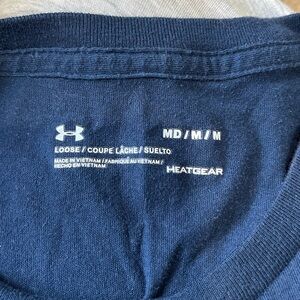 MD / M / M
LOOSE / COUPE LÂCHE / SUELTO
MADE IN VIETNAM / FABRIQUÉ AU VIETNAM /
HECHO EN VIETNAM
HEATGEAR